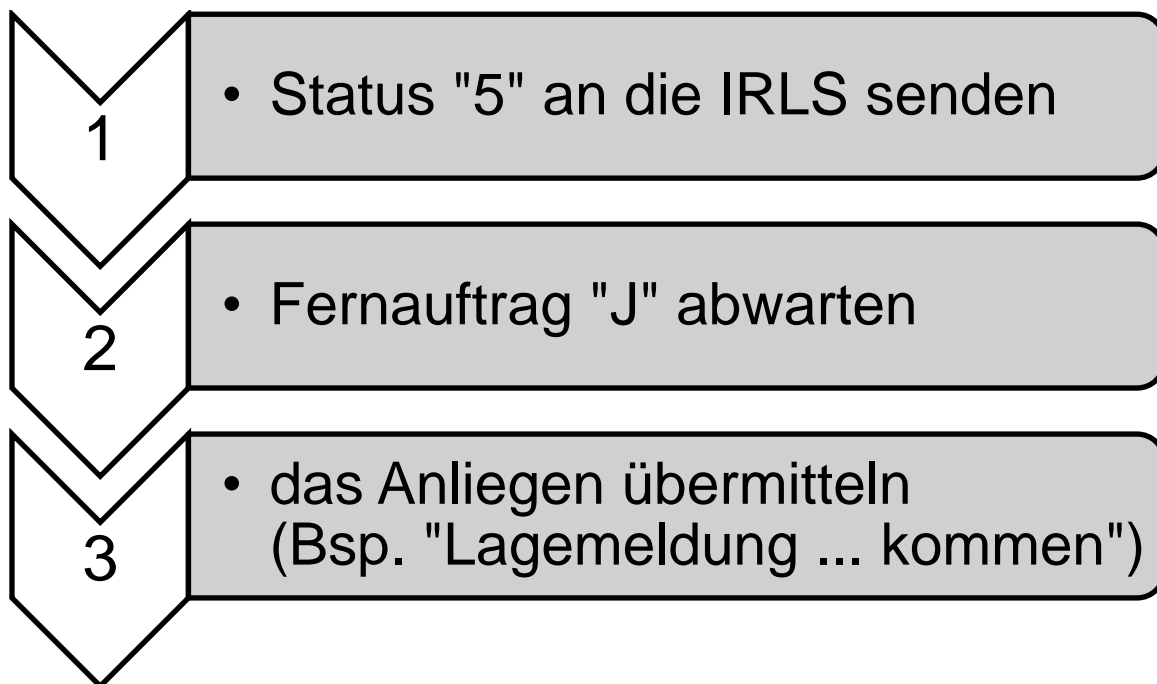 1
• Status "5" an die IRLS senden
2
• Fernauftrag "J" abwarten
3
• das Anliegen übermitteln
(Bsp. "Lagemeldung ... kommen")